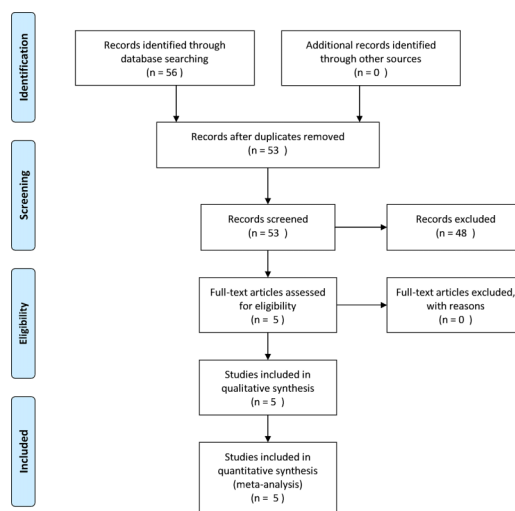 Identification
Records identified through
database searching
(n = 56)
Additional records identified
through other sources
(n = 0  )
Records after duplicates removed
(n = 53  )
Screening
Records screened
(n = 53  )
Records excluded
(n = 48  )
Eligibility
Full-text articles assessed
for eligibility
(n =  5  )
Full-text articles excluded,
with reasons
(n = 0  )
Studies included in
qualitative synthesis
(n = 5  )
Included
Studies included in
quantitative synthesis
(meta-analysis)
(n =  5  )